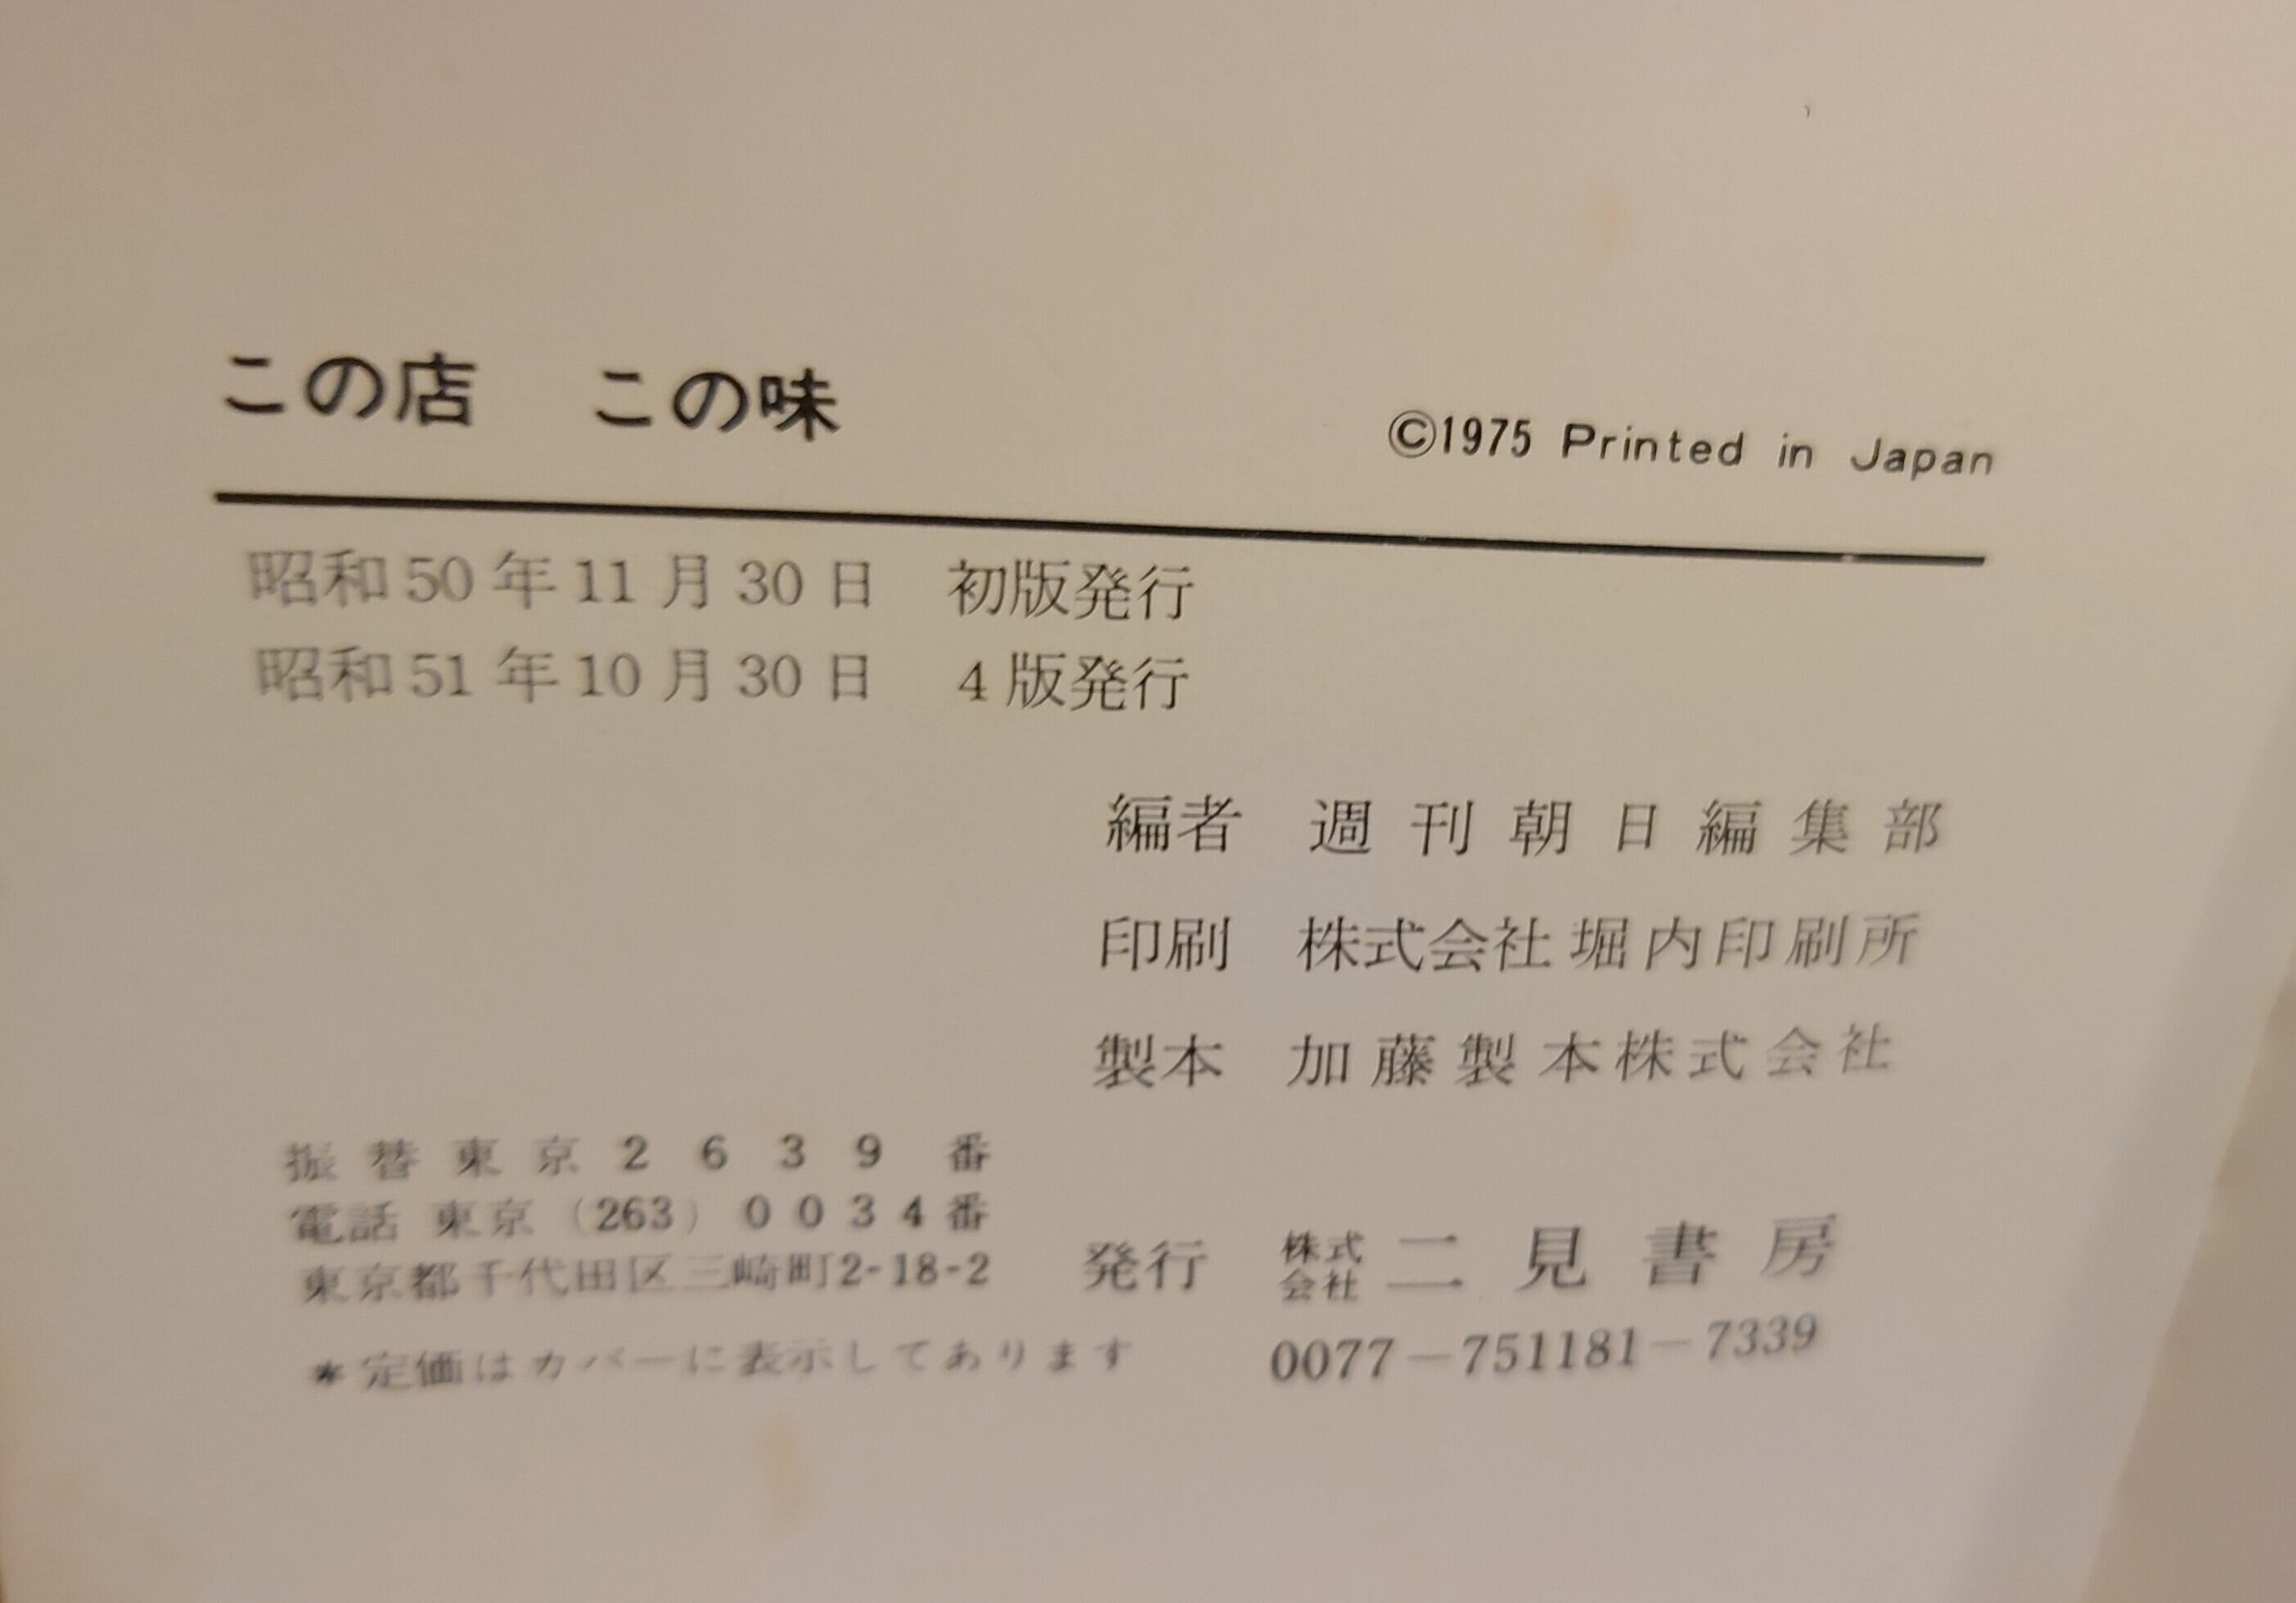 この店　この味
©1975 Printed in Japan
昭和50年11月30日　初版発行
昭和51年10月30日　4版発行
編者　週刊朝日編集部
印刷　株式会社堀内印刷所
製本　加藤製本株式会社
振替東京2639番
電話 東京（263）0034番
東京都千代田区三崎町2-18-2
発行　株式会社 二見書房
*定価はカバーに表示してあります
0077－751181－7339